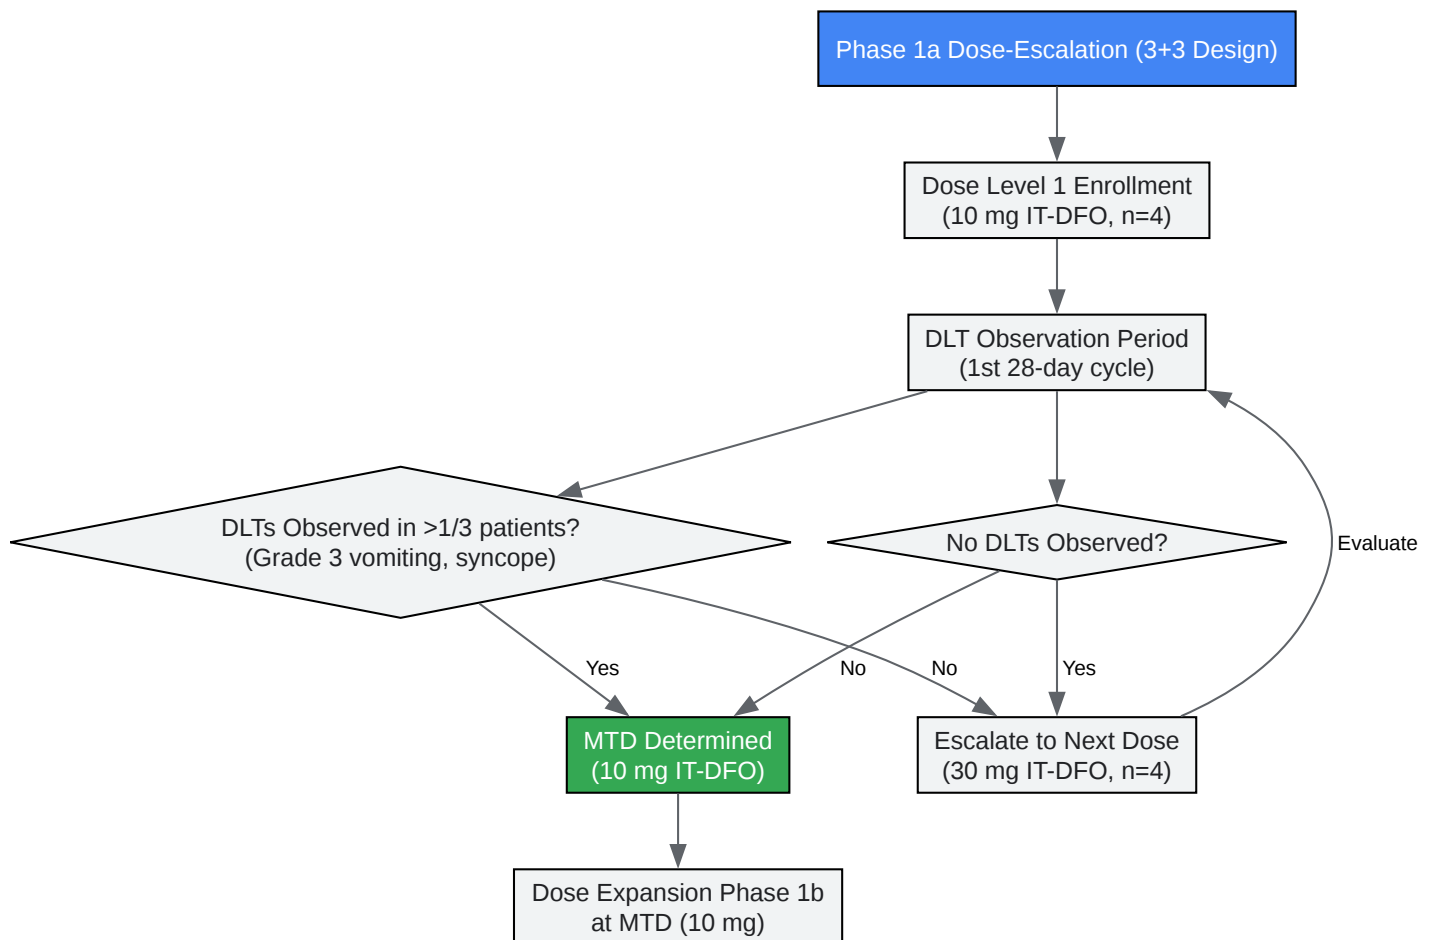 Phase 1a Dose-Escalation (3+3 Design)
Dose Level 1 Enrollment
(10 mg IT-DFO, n=4)
DLT Observation Period
(1st 28-day cycle)
DLTs Observed in >1/3 patients?
(Grade 3 vomiting, syncope)
No DLTs Observed?
Evaluate
Yes
No
No
Yes
MTD Determined
(10 mg IT-DFO)
Escalate to Next Dose
(30 mg IT-DFO, n=4)
Dose Expansion Phase 1b
at MTD (10 mg)